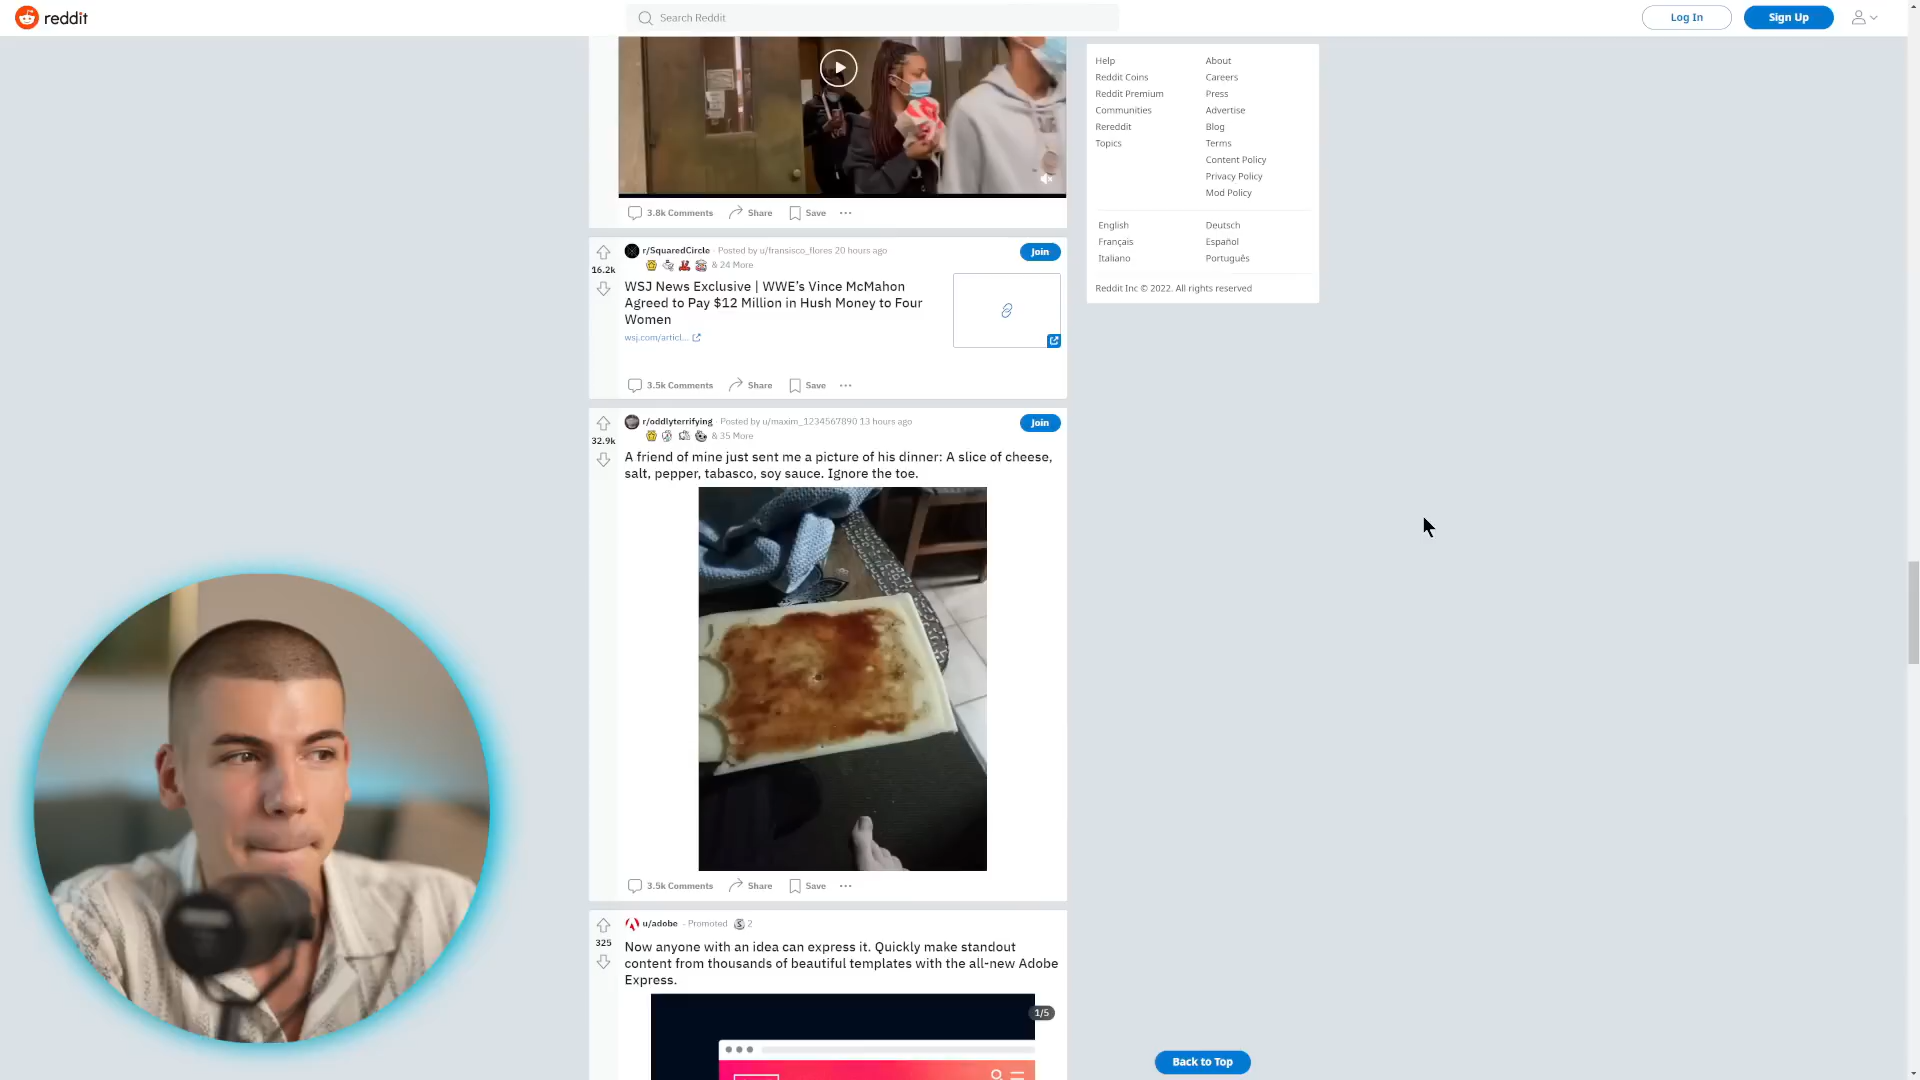 reddit
Search Reddit
Log In
Sign Up
3.8k Comments
Share
Save
r/SquaredCircle · Posted by u/fransisco_flores 20 hours ago
Join
& 24 More
16.2k
WSJ News Exclusive | WWE’s Vince McMahon
Agreed to Pay $12 Million in Hush Money to Four
Women
wsj.com/articl...
3.5k Comments
Share
Save
r/oddlyterrifying · Posted by u/maxim_1234567890 13 hours ago
Join
& 35 More
32.9k
A friend of mine just sent me a picture of his dinner: A slice of cheese,
salt, pepper, tabasco, soy sauce. Ignore the toe.
3.5k Comments
Share
Save
u/adobe · Promoted
2
325
Now anyone with an idea can express it. Quickly make standout
content from thousands of beautiful templates with the all-new Adobe
Express.
1/5
Help
About
Reddit Coins
Careers
Reddit Premium
Press
Communities
Advertise
Rereddit
Blog
Topics
Terms
Content Policy
Privacy Policy
Mod Policy
English
Deutsch
Français
Español
Italiano
Português
Reddit Inc © 2022. All rights reserved
Back to Top